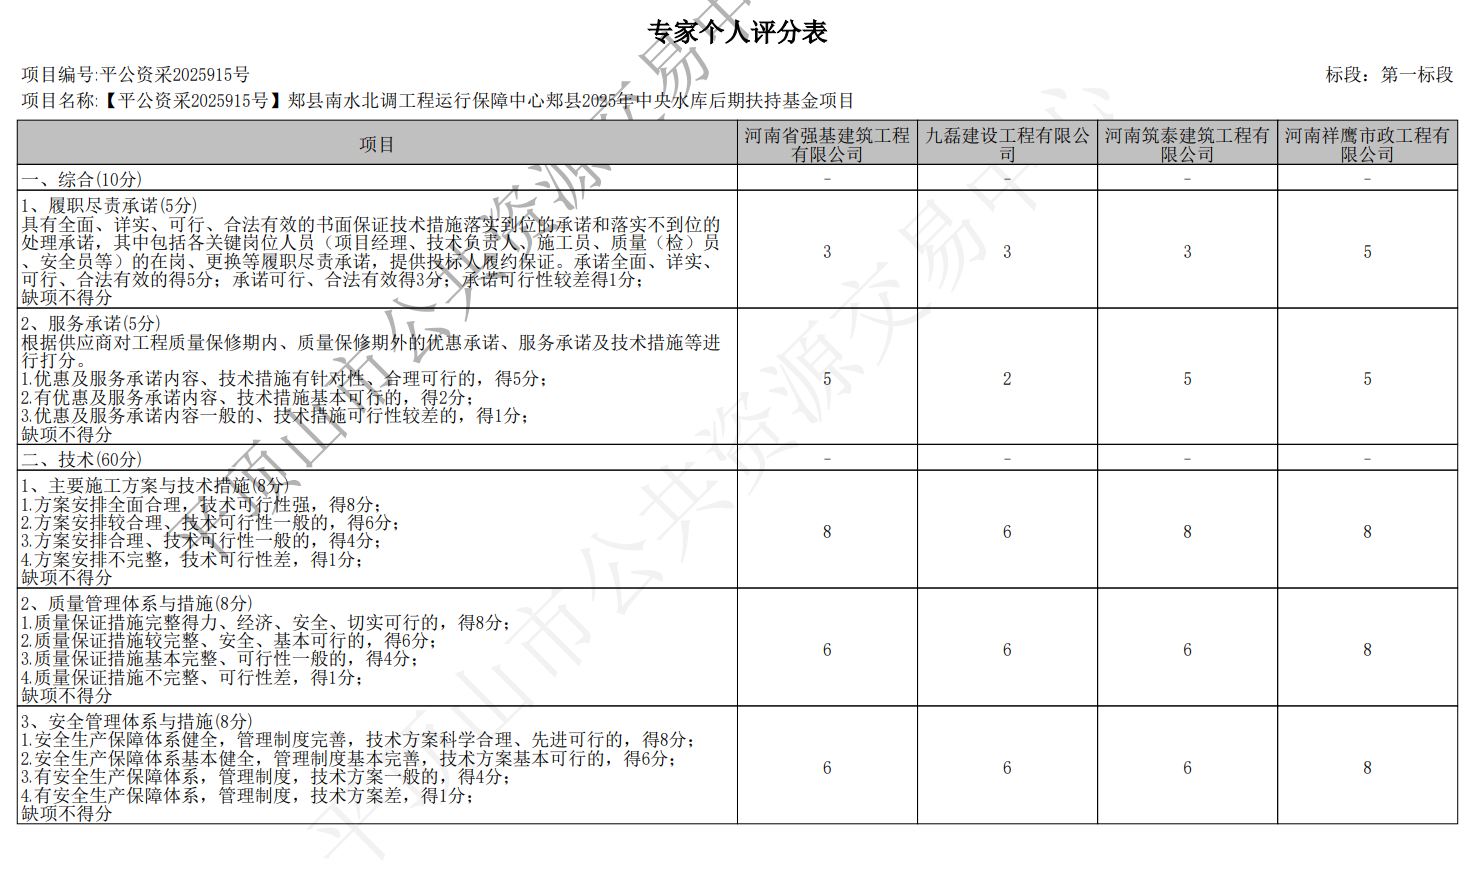 专家个人评分表
项目编号:平公资采2025915号
标段：第一标段
项目名称:【平公资采2025915号】郏县南水北调工程运行保障中心郏县2025年中央水库后期扶持基金项目
项目
河南省强基建筑工程
有限公司
九磊建设工程有限公
司
河南筑泰建筑工程有
限公司
河南祥鹰市政工程有
限公司
一、综合(10分)
-
-
-
-
1、履职尽责承诺(5分)
具有全面、详实、可行、合法有效的书面保证技术措施落实到位的承诺和落实不到位的
处理承诺，其中包括各关键岗位人员（项目经理、技术负责人、施工员、质量（检）员
、安全员等）的在岗、更换等履职尽责承诺，提供投标人履约保证。承诺全面、详实、
可行、合法有效的得5分；承诺可行、合法有效得3分；承诺可行性较差得1分；
缺项不得分
3
3
3
5
2、服务承诺(5分)
根据供应商对工程质量保修期内、质量保修期外的优惠承诺、服务承诺及技术措施等进
行打分。
1.优惠及服务承诺内容、技术措施有针对性、合理可行的，得5分；
2.有优惠及服务承诺内容、技术措施基本可行的，得2分；
3.优惠及服务承诺内容一般的、技术措施可行性较差的，得1分；
缺项不得分
5
2
5
5
二、技术(60分)
-
-
-
-
1、主要施工方案与技术措施(8分)
1.方案安排全面合理，技术可行性强，得8分；
2.方案安排较合理、技术可行性一般的，得6分；
3.方案安排合理、技术可行性一般的，得4分；
4.方案安排不完整，技术可行性差，得1分；
缺项不得分
8
6
8
8
2、质量管理体系与措施(8分)
1.质量保证措施完整得力、经济、安全、切实可行的，得8分；
2.质量保证措施较完整、安全、基本可行的，得6分；
3.质量保证措施基本完整、可行性一般的，得4分；
4.质量保证措施不完整、可行性差，得1分；
缺项不得分
6
6
6
8
3、安全管理体系与措施(8分)
1.安全生产保障体系健全，管理制度完善，技术方案科学合理、先进可行的，得8分；
2.安全生产保障体系基本健全，管理制度基本完善，技术方案基本可行的，得6分；
3.有安全生产保障体系，管理制度，技术方案一般的，得4分；
4.有安全生产保障体系，管理制度，技术方案差，得1分；
缺项不得分
6
6
6
8
平顶山市公共资源交易中
平顶山市公共资源交易中心